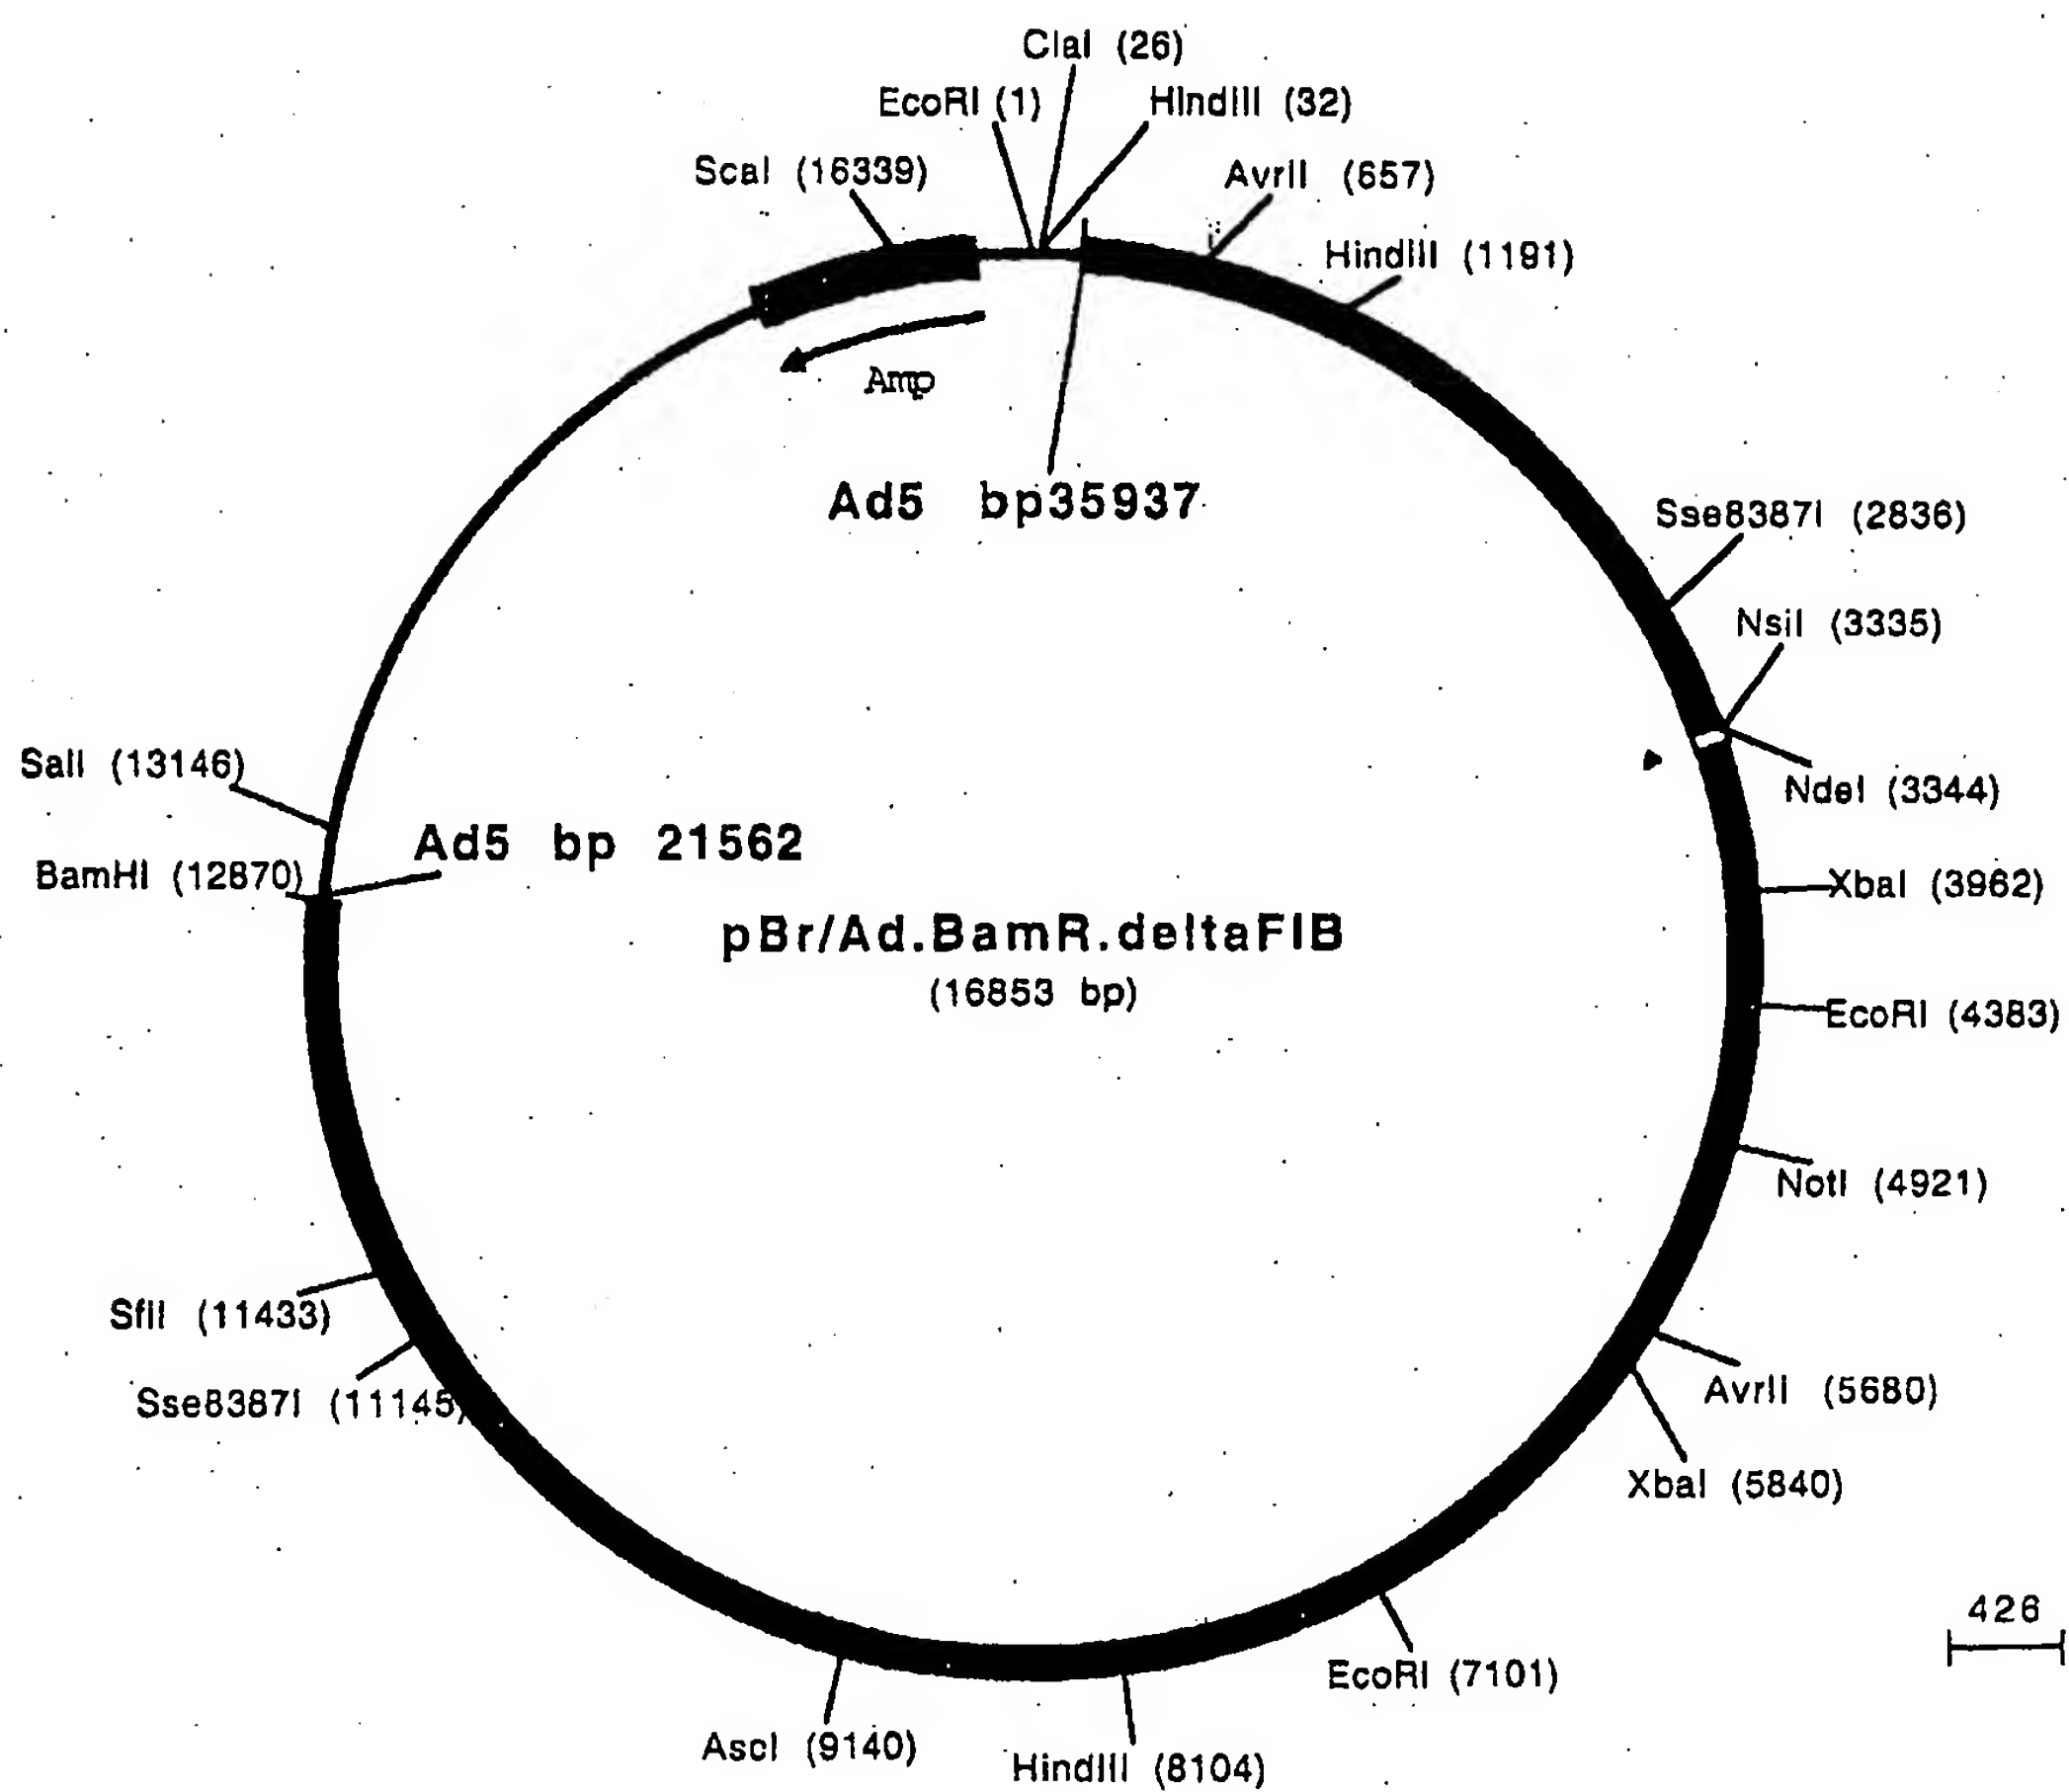 ClaI (26)
EcoRI (1)
HindIII (32)
ScaI (16339)
AvrII (657)
HindIII (1191)
Amp
Ad5 bp35937
Sse8387I (2836)
NsiI (3335)
SalI (13146)
NdeI (3344)
Ad5 bp 21562
BamHI (12870)
XbaI (3962)
pBr/Ad.BamR.deltaFIB
(16853 bp)
EcoRI (4383)
NotI (4921)
SfiI (11433)
AvrII (5680)
Sse8387I (11145)
XbaI (5840)
426
EcoRI (7101)
AscI (9140)
HindIII (8104)